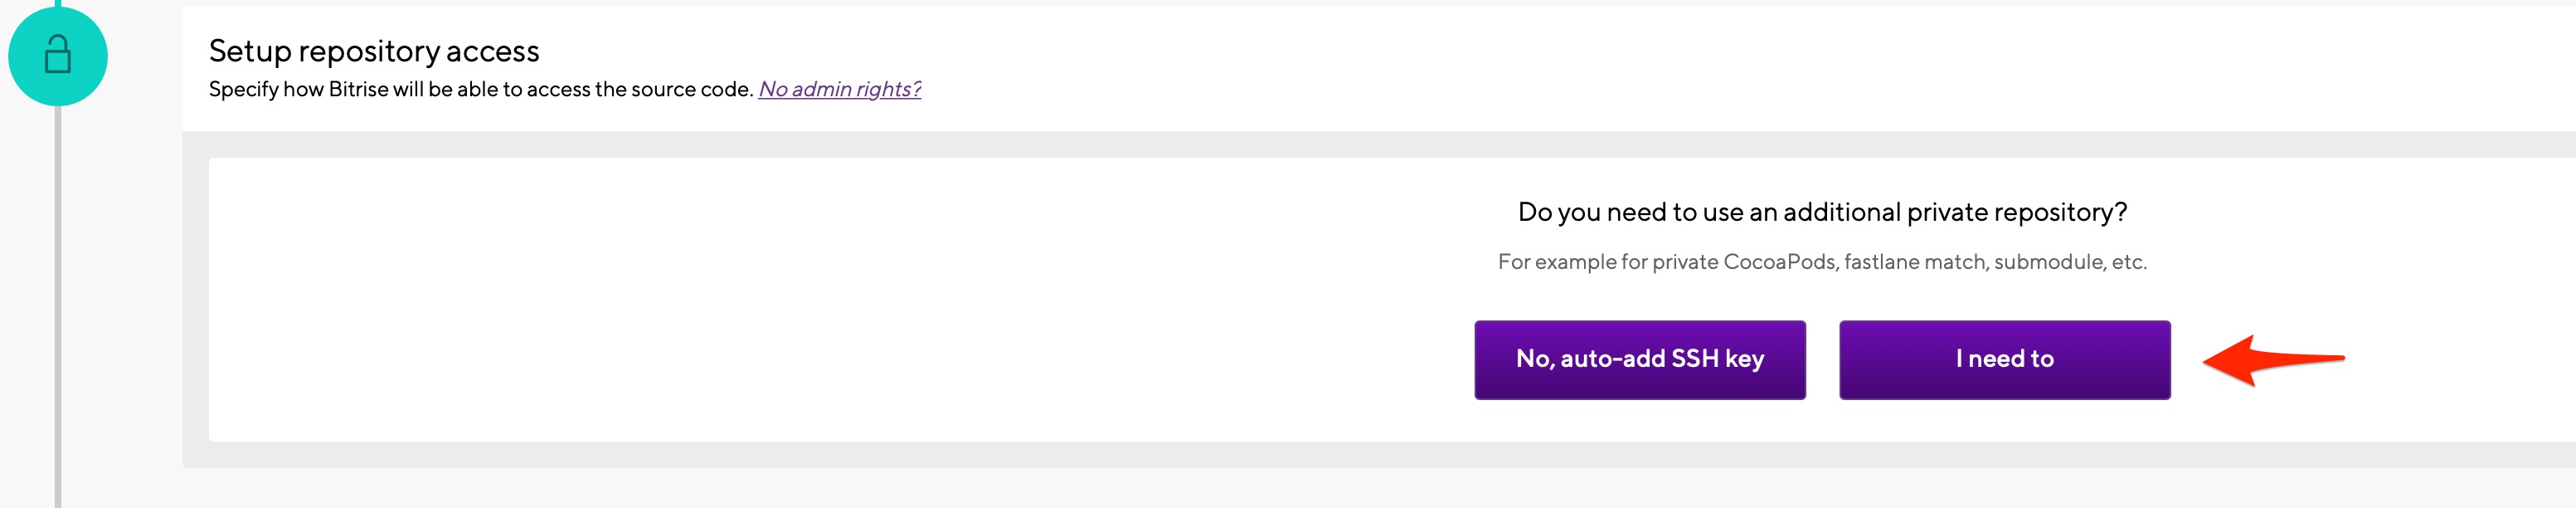 Setup repository access
Specify how Bitrise will be able to access the source code. No admin rights?
Do you need to use an additional private repository?
For example for private CocoaPods, fastlane match, submodule, etc.
No, auto-add SSH key
I need to